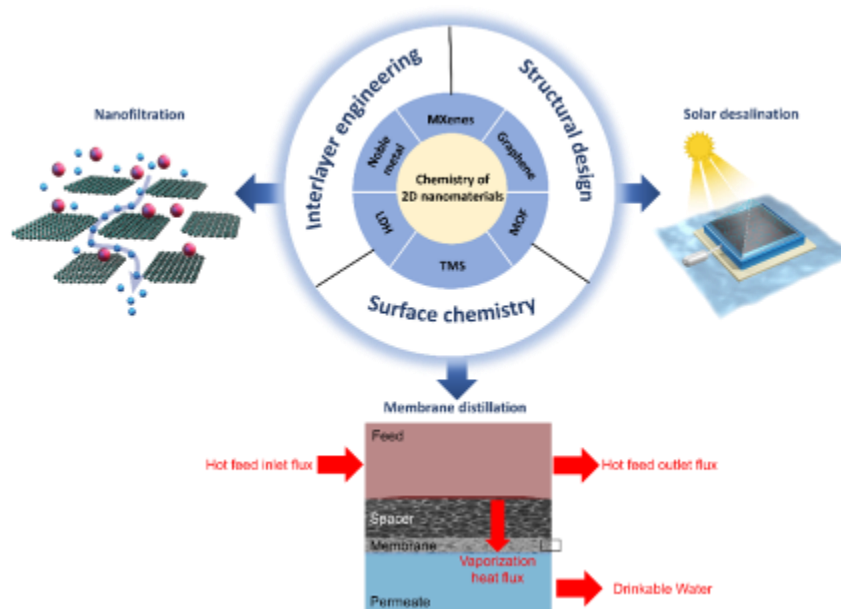 Interlayer engineering
Structural design
Nanofiltration
Solar desalination
MXenes
Noble
metal
Graphene
Chemistry of
2D nanomaterials
LDH
MOF
TMS
Surface chemistry
Membrane distillation
Feed
Hot feed inlet flux
Hot feed outlet flux
Spacer
Membrane
Vaporization
heat flux
Drinkable Water
Permeate